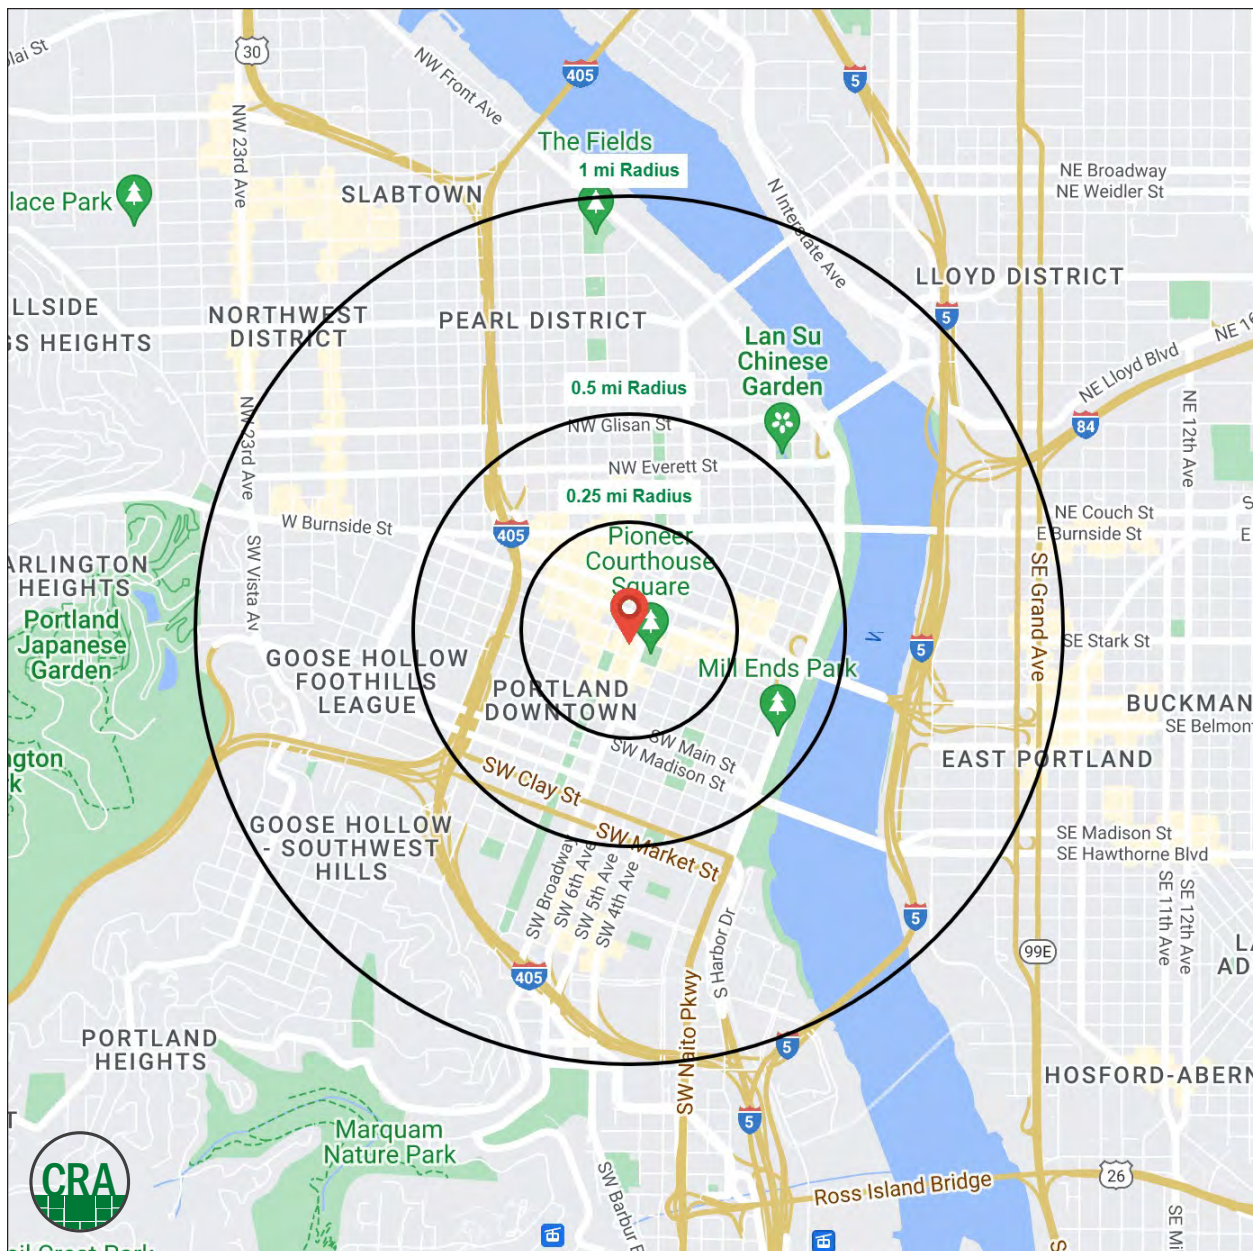 30
405
5
NW Front Ave
NW 23rd Ave
The Fields
1 mi Radius
NE Broadway
NE Weidler St
lace Park
SLABTOWN
N Interstate Ave
LLOYD DISTRICT
LLSIDE
GS HEIGHTS
NORTHWEST
DISTRICT
PEARL DISTRICT
5
NE 16
Lan Su
Chinese
Garden
NE Lloyd Blvd
0.5 mi Radius
NW 23rd Ave
NW Glisan St
84
NE 12th Ave
NW Everett St
0.25 mi Radius
W Burnside St
405
NE Couch St
E Burnside St
E
Pioneer
Courthouse
Square
ARLINGTON
HEIGHTS
SW Vista Av
SE Grand Ave
Portland
Japanese
Garden
5
SE Stark St
GOOSE HOLLOW
FOOTHILLS
LEAGUE
Mill Ends Park
PORTLAND
DOWNTOWN
BUCKMAN
SE Belmont
ngton
k
SW Main St
SW Madison St
EAST PORTLAND
SW Clay St
GOOSE HOLLOW
- SOUTHWEST
HILLS
SW Market St
SE Madison St
SE Hawthorne Blvd
SW Broadway
SW 6th Ave
SW 5th Ave
SW 4th Ave
SE 11th Ave
SE 12th Ave
5
S Harbor Dr
99E
AD
405
SW Naito Pkwy
PORTLAND
HEIGHTS
5
HOSFORD-ABERN
T
5
Marquam
Nature Park
CRA
SW Barbur B
Ross Island Bridge
26
SE Mi